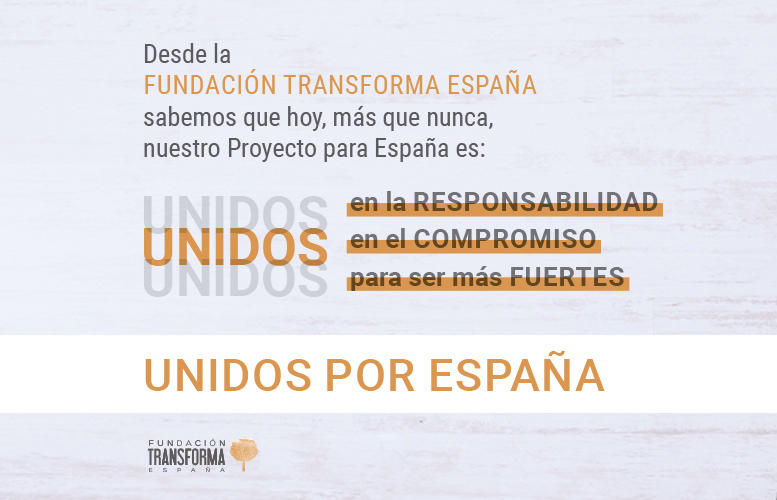 Desde la
FUNDACIÓN TRANSFORMA ESPAÑA
sabemos que hoy, más que nunca,
nuestro Proyecto para España es:
UNIDOS
UNIDOS
UNIDOS
en la RESPONSABILIDAD
en el COMPROMISO
para ser más FUERTES
UNIDOS POR ESPAÑA
FUNDACIÓN
TRANSFORMA
ESPAÑA